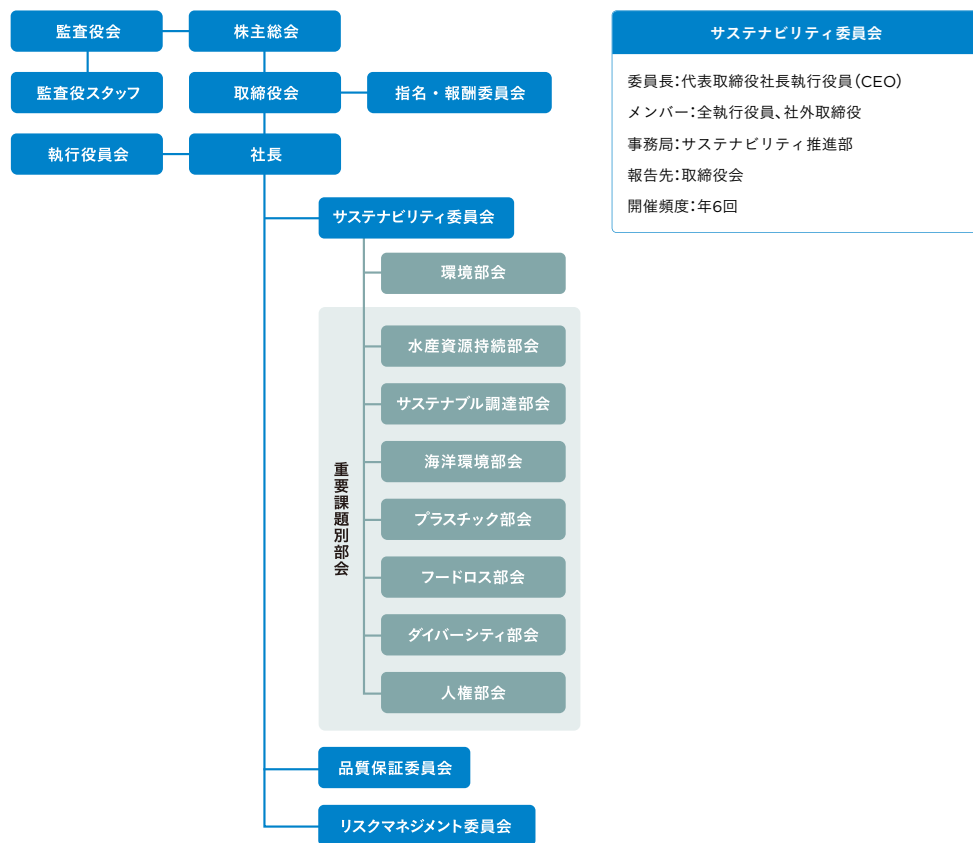 監査役会
株主総会
監査役スタッフ
取締役会
指名・報酬委員会
執行役員会
社長
サステナビリティ委員会
環境部会
重要課題別部会
水産資源持続部会
サステナブル調達部会
海洋環境部会
プラスチック部会
フードロス部会
ダイバーシティ部会
人権部会
品質保証委員会
リスクマネジメント委員会
サステナビリティ委員会
委員長:代表取締役社長執行役員(CEO)
メンバー:全執行役員、社外取締役
事務局:サステナビリティ推進部
報告先:取締役会
開催頻度:年6回